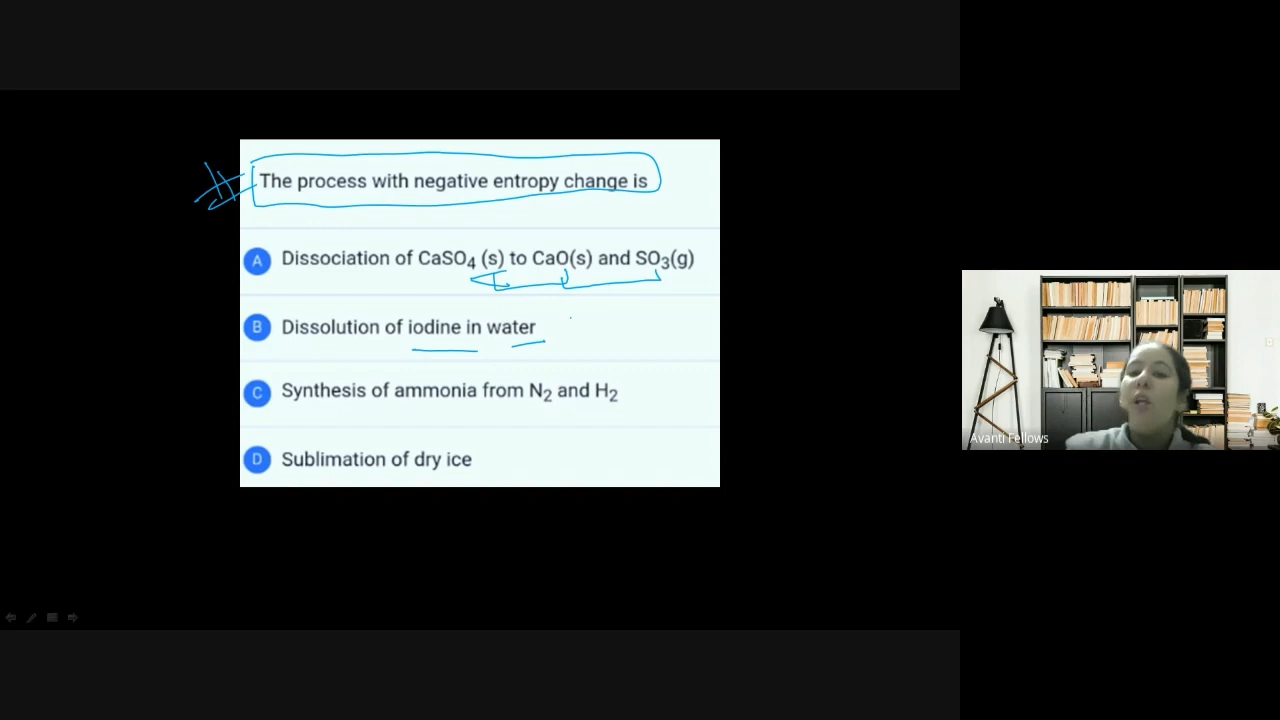 The process with negative entropy change is
A Dissociation of CaSO4 (s) to CaO(s) and SO3(g)
B Dissolution of iodine in water
C Synthesis of ammonia from N2 and H2
D Sublimation of dry ice
Avanti Fellows